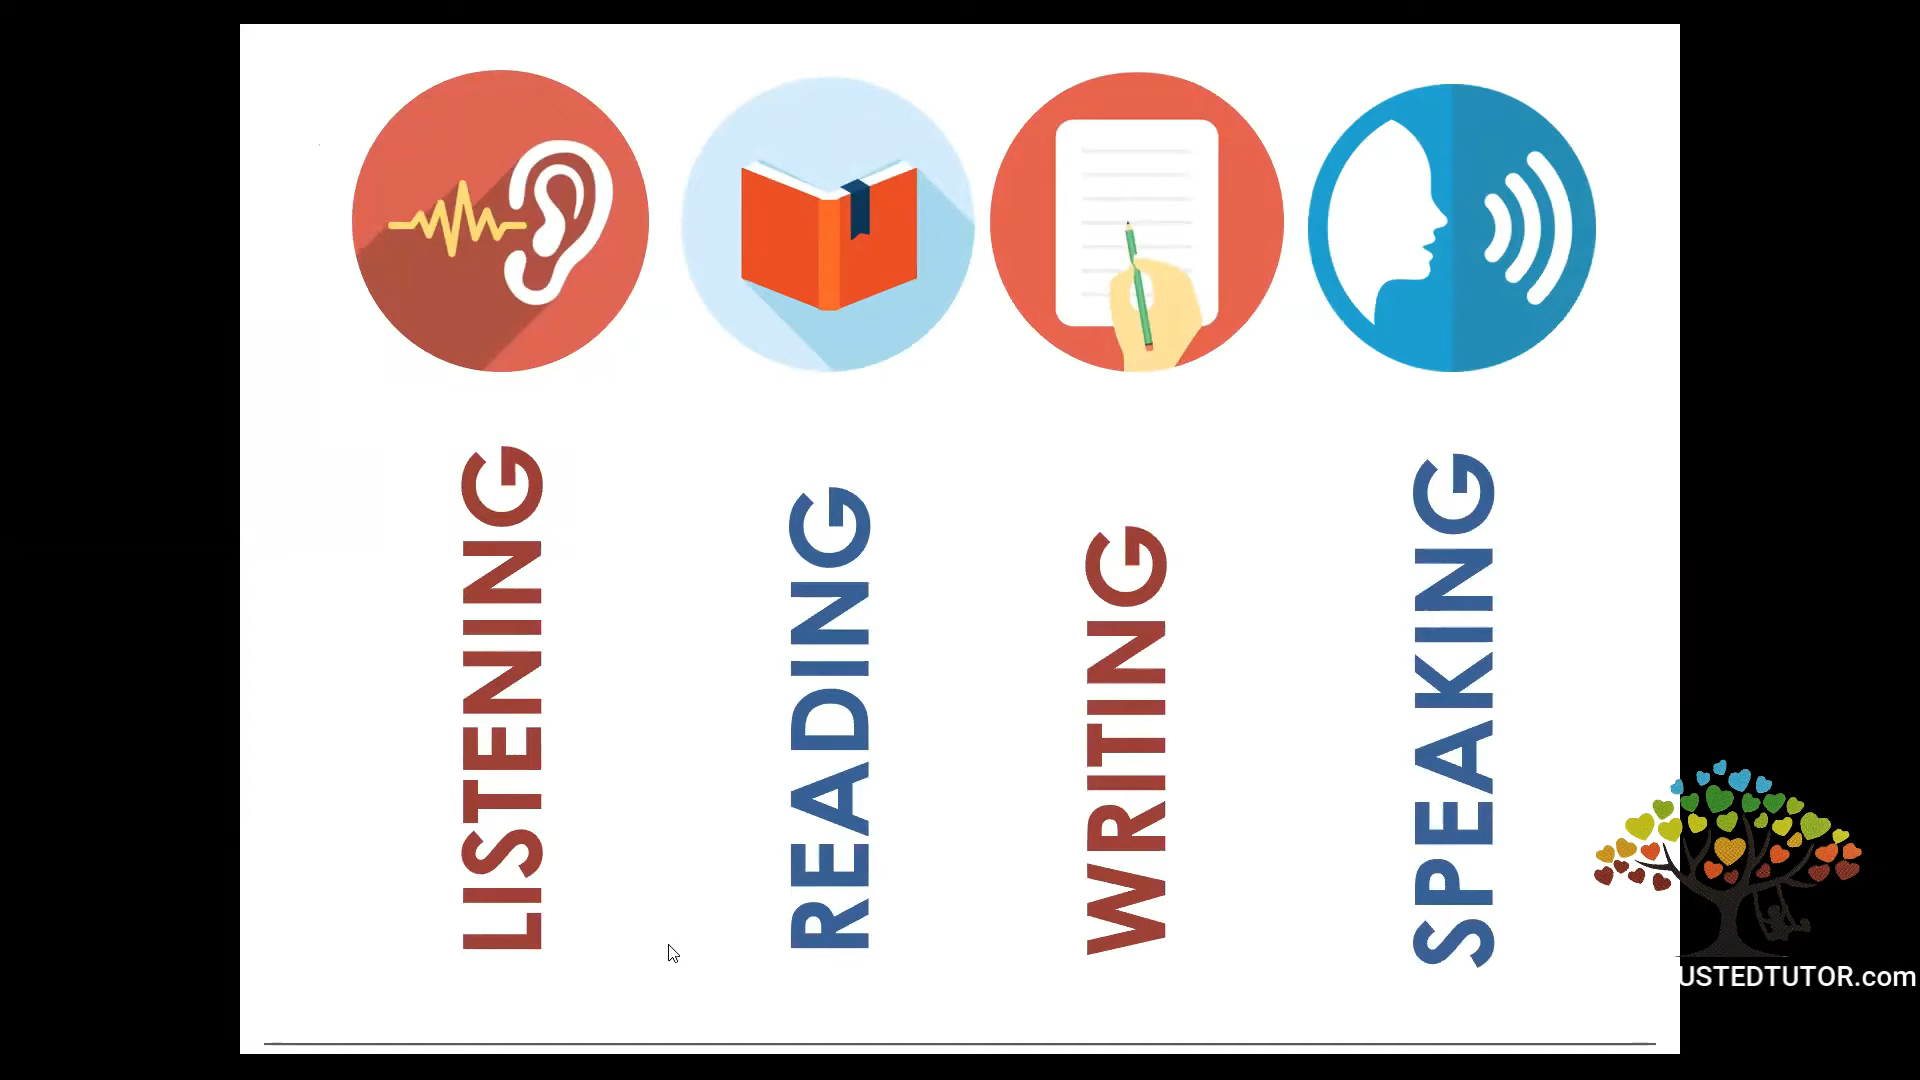 LISTENING
READING
WRITING
SPEAKING
USTEDTUTOR.com